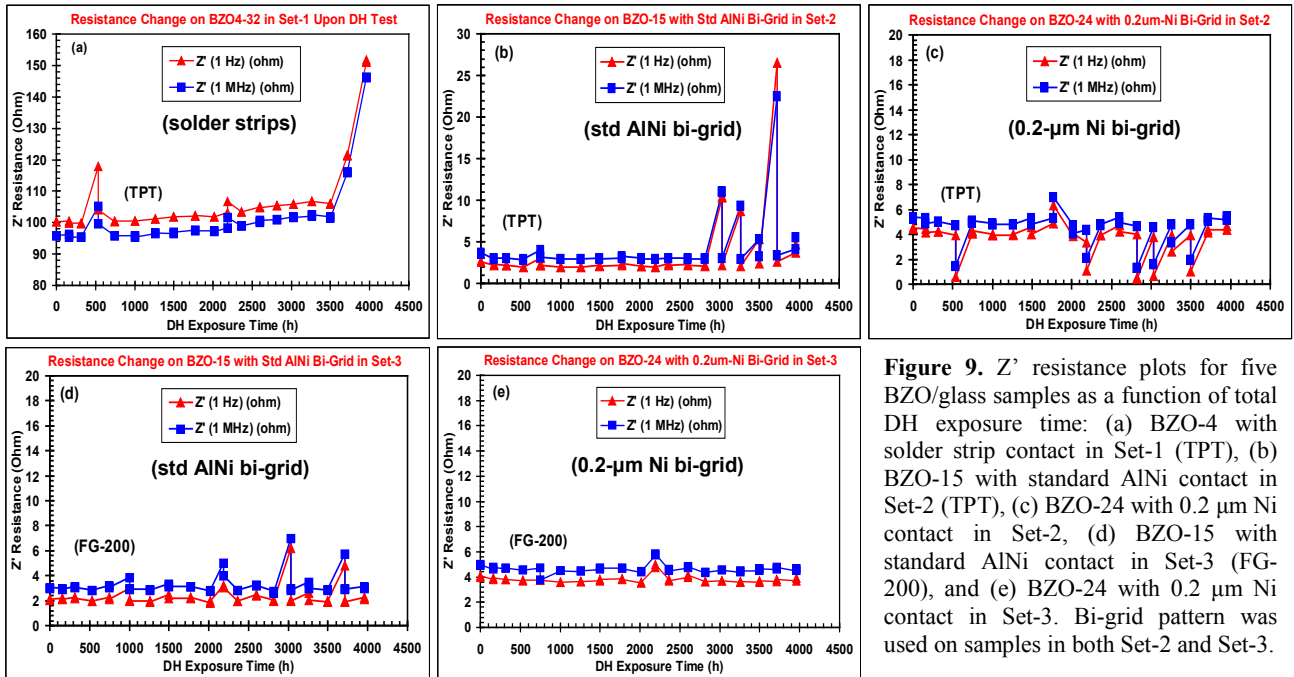 Resistance Change on BZO4-32 in Set-1 Upon DH Test
(a)
Z' (1 Hz) (ohm)
Z' (1 MHz) (ohm)
(solder strips)
(TPT)
Z' Resistance (Ohm)
160
150
140
130
120
110
100
90
80
0 500 1000 1500 2000 2500 3000 3500 4000 4500
DH Exposure Time (h)
Resistance Change on BZO-15 with Std AlNi Bi-Grid in Set-2
(b)
Z' (1 Hz) (ohm)
Z' (1 MHz) (ohm)
(std AlNi bi-grid)
(TPT)
Z' Resistance (Ohm)
30
25
20
15
10
5
0
0 500 1000 1500 2000 2500 3000 3500 4000 4500
DH Exposure Time (h)
Resistance Change on BZO-24 with 0.2um-Ni Bi-Grid in Set-2
(c)
Z' (1 Hz) (ohm)
Z' (1 MHz) (ohm)
(0.2-µm Ni bi-grid)
(TPT)
Z' Resistance (Ohm)
20
18
16
14
12
10
8
6
4
2
0
0 500 1000 1500 2000 2500 3000 3500 4000 4500
DH Exposure Time (h)
Resistance Change on BZO-15 with Std AlNi Bi-Grid in Set-3
(d)
Z' (1 Hz) (ohm)
Z' (1 MHz) (ohm)
(std AlNi bi-grid)
(FG-200)
Z' Resistance (Ohm)
20
18
16
14
12
10
8
6
4
2
0
0 500 1000 1500 2000 2500 3000 3500 4000 4500
DH Exposure Time (h)
Resistance Change on BZO-24 with 0.2um-Ni Bi-Grid in Set-3
(e)
Z' (1 Hz) (ohm)
Z' (1 MHz) (ohm)
(0.2-µm Ni bi-grid)
(FG-200)
Z' Resistance (Ohm)
20
18
16
14
12
10
8
6
4
2
0
0 500 1000 1500 2000 2500 3000 3500 4000 4500
DH Exposure Time (h)
Figure 9. Z’ resistance plots for five
BZO/glass samples as a function of total
DH exposure time: (a) BZO-4 with
solder strip contact in Set-1 (TPT), (b)
BZO-15 with standard AlNi contact in
Set-2 (TPT), (c) BZO-24 with 0.2 µm Ni
contact in Set-2, (d) BZO-15 with
standard AlNi contact in Set-3 (FG-
200), and (e) BZO-24 with 0.2 µm Ni
contact in Set-3. Bi-grid pattern was
used on samples in both Set-2 and Set-3.